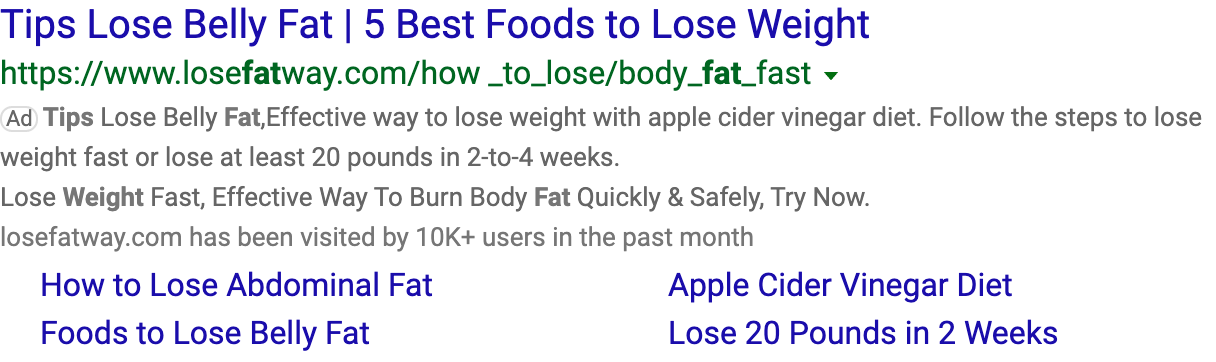 Tips Lose Belly Fat | 5 Best Foods to Lose Weight
https://www.losefatway.com/how _to_lose/body_fat_fast
Ad Tips Lose Belly Fat,Effective way to lose weight with apple cider vinegar diet. Follow the steps to lose
weight fast or lose at least 20 pounds in 2-to-4 weeks.
Lose Weight Fast, Effective Way To Burn Body Fat Quickly & Safely, Try Now.
losefatway.com has been visited by 10K+ users in the past month
How to Lose Abdominal Fat
Apple Cider Vinegar Diet
Foods to Lose Belly Fat
Lose 20 Pounds in 2 Weeks